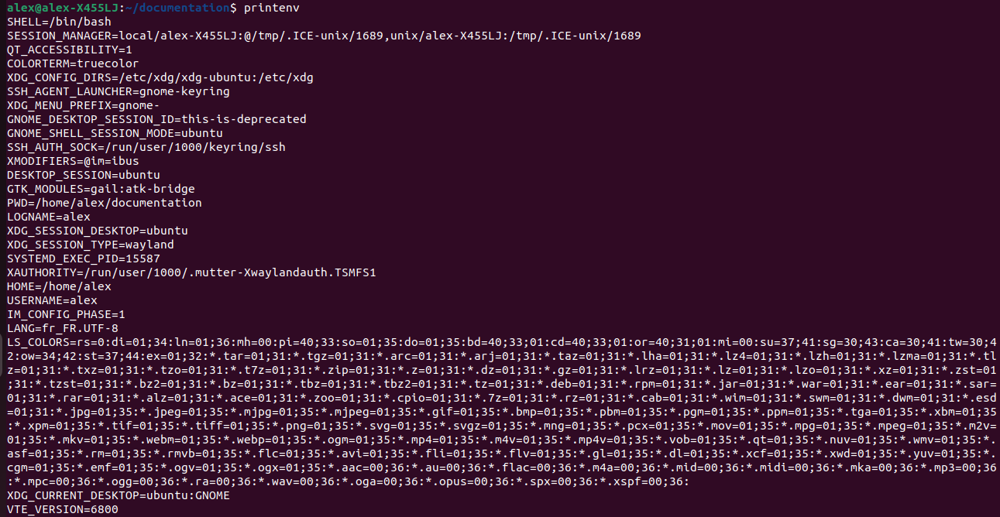 alex@alex-X455LJ:~/documentation$ printenv
SHELL=/bin/bash
SESSION_MANAGER=local/alex-X455LJ:@/tmp/.ICE-unix/1689,unix/alex-X455LJ:/tmp/.ICE-unix/1689
QT_ACCESSIBILITY=1
COLORTERM=truecolor
XDG_CONFIG_DIRS=/etc/xdg/xdg-ubuntu:/etc/xdg
SSH_AGENT_LAUNCHER=gnome-keyring
XDG_MENU_PREFIX=gnome-
GNOME_DESKTOP_SESSION_ID=this-is-deprecated
GNOME_SHELL_SESSION_MODE=ubuntu
SSH_AUTH_SOCK=/run/user/1000/keyring/ssh
XMODIFIERS=@im=ibus
DESKTOP_SESSION=ubuntu
GTK_MODULES=gail:atk-bridge
PWD=/home/alex/documentation
LOGNAME=alex
XDG_SESSION_DESKTOP=ubuntu
XDG_SESSION_TYPE=wayland
SYSTEMD_EXEC_PID=15587
XAUTHORITY=/run/user/1000/.mutter-Xwaylandauth.TSMFS1
HOME=/home/alex
USERNAME=alex
IM_CONFIG_PHASE=1
LANG=fr_FR.UTF-8
LS_COLORS=rs=0:di=01;34:ln=01;36:mh=00:pi=40;33:so=01;35:do=01;35:bd=40;33;01:cd=40;33;01:or=40;31;01:mi=00:su=37;41:sg=30;43:ca=30;41:tw=30;4
2:ow=34;42:st=37;44:ex=01;32:*.tar=01;31:*.tgz=01;31:*.arc=01;31:*.arj=01;31:*.taz=01;31:*.lha=01;31:*.lz4=01;31:*.lzh=01;31:*.lzma=01;31:*.tl
z=01;31:*.txz=01;31:*.tzo=01;31:*.t7z=01;31:*.zip=01;31:*.z=01;31:*.dz=01;31:*.gz=01;31:*.lrz=01;31:*.lz=01;31:*.lzo=01;31:*.xz=01;31:*.zst=01
;31:*.tzst=01;31:*.bz2=01;31:*.bz=01;31:*.tbz=01;31:*.tbz2=01;31:*.tz=01;31:*.deb=01;31:*.rpm=01;31:*.jar=01;31:*.war=01;31:*.ear=01;31:*.sar=
01;31:*.rar=01;31:*.alz=01;31:*.ace=01;31:*.zoo=01;31:*.cpio=01;31:*.7z=01;31:*.rz=01;31:*.cab=01;31:*.wim=01;31:*.swm=01;31:*.dwm=01;31:*.esd
=01;31:*.jpg=01;35:*.jpeg=01;35:*.mjpg=01;35:*.mjpeg=01;35:*.gif=01;35:*.bmp=01;35:*.pbm=01;35:*.pgm=01;35:*.ppm=01;35:*.tga=01;35:*.xbm=01;35
:*.xpm=01;35:*.tif=01;35:*.tiff=01;35:*.png=01;35:*.svg=01;35:*.svgz=01;35:*.mng=01;35:*.pcx=01;35:*.mov=01;35:*.mpg=01;35:*.mpeg=01;35:*.m2v=
01;35:*.mkv=01;35:*.webm=01;35:*.webp=01;35:*.ogm=01;35:*.mp4=01;35:*.m4v=01;35:*.mp4v=01;35:*.vob=01;35:*.qt=01;35:*.nuv=01;35:*.wmv=01;35:*.
asf=01;35:*.rm=01;35:*.rmvb=01;35:*.flc=01;35:*.avi=01;35:*.fli=01;35:*.flv=01;35:*.gl=01;35:*.dl=01;35:*.xcf=01;35:*.xwd=01;35:*.yuv=01;35:*.
cgm=01;35:*.emf=01;35:*.ogv=01;35:*.ogx=01;35:*.aac=00;36:*.au=00;36:*.flac=00;36:*.m4a=00;36:*.mid=00;36:*.midi=00;36:*.mka=00;36:*.mp3=00;36
:*.mpc=00;36:*.ogg=00;36:*.ra=00;36:*.wav=00;36:*.oga=00;36:*.opus=00;36:*.spx=00;36:*.xspf=00;36:
XDG_CURRENT_DESKTOP=ubuntu:GNOME
VTE_VERSION=6800